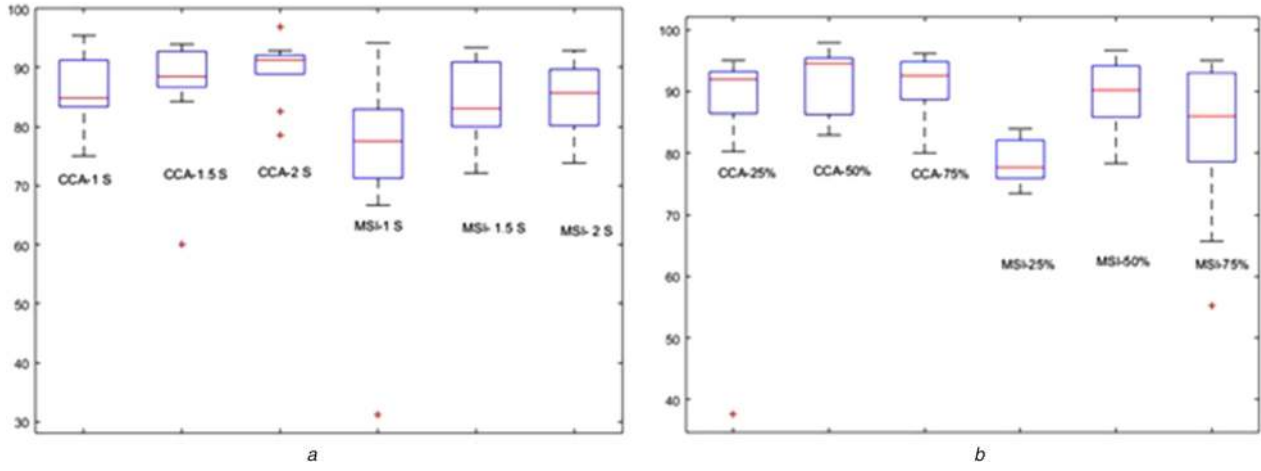 100
90
80
70
60
50
40
30
CCA-1 S
CCA-1.5 S
CCA-2 S
MSI-1 S
MSI- 1.5 S
MSI- 2 S
a
100
90
80
70
60
50
40
CCA-25%
CCA-50%
CCA-75%
MSI-25%
MSI-50%
MSI-75%
b